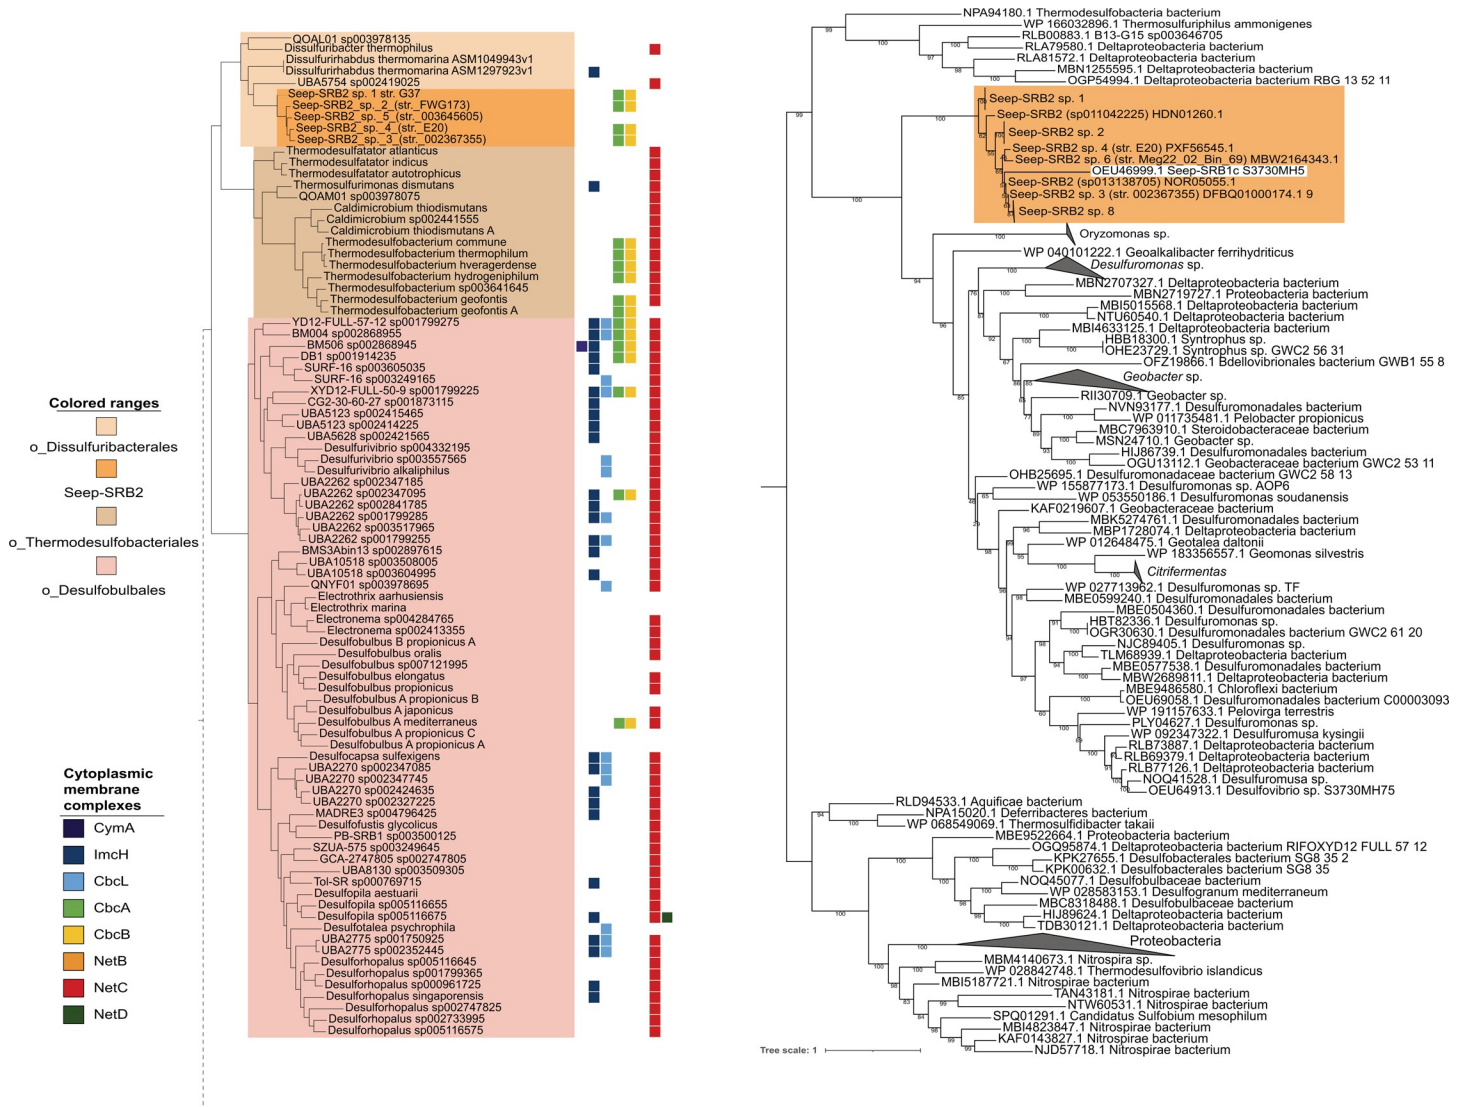 QOAL01 sp003978135
Dissulfuribacter thermophilus
Dissulfurirhabdus thermomarina ASM1049943v1
Dissulfurirhabdus thermomarina ASM1297923v1
UBA5754 sp002419025
Seep-SRB2 sp. 1 str. G37
Seep-SRB2_sp._2_(str._FWG173)
Seep-SRB2_sp._5_(str._003645605)
Seep-SRB2_sp._4_(str._E20)
Seep-SRB2_sp._3_(str._002367355)
Thermodesulfatator atlanticus
Thermodesulfatator indicus
Thermodesulfatator autotrophicus
Thermosulfurimonas dismutans
QOAM01 sp003978075
Caldimicrobium thiodismutans
Caldimicrobium sp002441555
Caldimicrobium thiodismutans A
Thermodesulfobacterium commune
Thermodesulfobacterium thermophilum
Thermodesulfobacterium hveragerdense
Thermodesulfobacterium hydrogeniphilum
Thermodesulfobacterium sp003641645
Thermodesulfobacterium geofontis
Thermodesulfobacterium geofontis A
YD12-FULL-57-12 sp001799275
BM004 sp002868955
BM506 sp002868945
DB1 sp001914235
SURF-16 sp003605035
SURF-16 sp003249165
XYD12-FULL-50-9 sp001799225
CG2-30-60-27 sp001873115
UBA5123 sp002415465
UBA5123 sp002414225
UBA5628 sp002421565
Desulfurivibrio sp004332195
Desulfurivibrio sp003557565
Desulfurivibrio alkaliphilus
UBA2262 sp002347185
UBA2262 sp002347095
UBA2262 sp002841785
UBA2262 sp001799285
UBA2262 sp003517965
UBA2262 sp001799255
BMS3Abin13 sp002897615
UBA10518 sp003508005
UBA10518 sp003604995
QNYF01 sp003978695
Electrothrix aarhusiensis
Electrothrix marina
Electronema sp004284765
Electronema sp002413355
Desulfobulbus B propionicus A
Desulfobulbus oralis
Desulfobulbus sp007121995
Desulfobulbus elongatus
Desulfobulbus propionicus
Desulfobulbus A propionicus B
Desulfobulbus A japonicus
Desulfobulbus A mediterraneus
Desulfobulbus A propionicus C
Desulfobulbus A propionicus A
Desulfocapsa sulfexigens
UBA2270 sp002347085
UBA2270 sp002347745
UBA2270 sp002424635
UBA2270 sp002327225
MADRE3 sp004796425
Desulfofustis glycolicus
PB-SRB1 sp003500125
SZUA-575 sp003249645
GCA-2747805 sp002747805
UBA8130 sp003509305
Tol-SR sp000769715
Desulfopila aestuarii
Desulfopila sp005116655
Desulfopila sp005116675
Desulfotalea psychrophila
UBA2775 sp001750925
UBA2775 sp002352445
Desulforhopalus sp005116645
Desulforhopalus sp001799365
Desulforhopalus sp000961725
Desulforhopalus singaporensis
Desulforhopalus sp002747825
Desulforhopalus sp002733995
Desulforhopalus sp005116575
Colored ranges
o_Dissulfuribacterales
Seep-SRB2
o_Thermodesulfobacteriales
o_Desulfobulbales
Cytoplasmic
membrane
complexes
CymA
ImcH
CbcL
CbcA
CbcB
NetB
NetC
NetD
NPA94180.1 Thermodesulfobacteria bacterium
WP 166032896.1 Thermosulfuriphilus ammonigenes
RLB00883.1 B13-G15 sp003646705
RLA79580.1 Deltaproteobacteria bacterium
RLA81572.1 Deltaproteobacteria bacterium
MBN1255595.1 Deltaproteobacteria bacterium
OGP54994.1 Deltaproteobacteria bacterium RBG 13 52 11
Seep-SRB2 sp. 1
Seep-SRB2 (sp011042225) HDN01260.1
Seep-SRB2 sp. 2
Seep-SRB2 sp. 4 (str. E20) PXF56545.1
Seep-SRB2 sp. 6 (str. Meg22_02_Bin_69) MBW2164343.1
OEU46999.1 Seep-SRB1c S3730MH5
Seep-SRB2 (sp013138705) NOR05055.1
Seep-SRB2 sp. 3 (str. 002367355) DFBQ01000174.1 9
Seep-SRB2 sp. 8
Oryzomonas sp.
WP 040101222.1 Geoalkalibacter ferrihydriticus
Desulfuromonas sp.
MBN2707327.1 Deltaproteobacteria bacterium
MBN2719727.1 Proteobacteria bacterium
MBI5015568.1 Deltaproteobacteria bacterium
NTU60540.1 Deltaproteobacteria bacterium
MBI4633125.1 Deltaproteobacteria bacterium
HBB18300.1 Syntrophus sp.
OHE23729.1 Syntrophus sp. GWC2 56 31
OFZ19866.1 Bdellovibrionales bacterium GWB1 55 8
Geobacter sp.
RII30709.1 Geobacter sp.
NVN93177.1 Desulfuromonadales bacterium
WP 011735481.1 Pelobacter propionicus
MBC7963910.1 Steroidobacteraceae bacterium
MSN24710.1 Geobacter sp.
HIJ86739.1 Desulfuromonadales bacterium
OGU13112.1 Geobacteraceae bacterium GWC2 53 11
OHB25695.1 Desulfuromonadaceae bacterium GWC2 58 13
WP 155877173.1 Desulfuromonas sp. AOP6
WP 053550186.1 Desulfuromonas soudanensis
KAF0219607.1 Geobacteraceae bacterium
MBK5274761.1 Desulfuromonadales bacterium
MBP1728074.1 Deltaproteobacteria bacterium
WP 012648475.1 Geotalea daltonii
WP 183356557.1 Geomonas silvestris
Citrifermentas
WP 027713962.1 Desulfuromonas sp. TF
MBE0599240.1 Desulfuromonadales bacterium
MBE0504360.1 Desulfuromonadales bacterium
HBT82336.1 Desulfuromonas sp.
OGR30630.1 Desulfuromonadales bacterium GWC2 61 20
NJC89405.1 Desulfuromonas sp.
TLM68939.1 Deltaproteobacteria bacterium
MBE0577538.1 Desulfuromonadales bacterium
MBW2689811.1 Deltaproteobacteria bacterium
MBE9486580.1 Chloroflexi bacterium
OEU69058.1 Desulfuromonadales bacterium C00003093
WP 191157633.1 Pelovirga terrestris
PLY04627.1 Desulfuromonas sp.
WP 092347322.1 Desulfuromusa kysingii
RLB73887.1 Deltaproteobacteria bacterium
RLB69379.1 Deltaproteobacteria bacterium
RLB77126.1 Deltaproteobacteria bacterium
NOQ41528.1 Desulfuromusa sp.
OEU64913.1 Desulfovibrio sp. S3730MH75
RLD94533.1 Aquificae bacterium
NPA15020.1 Deferribacteres bacterium
WP 068549069.1 Thermosulfidibacter takaii
MBE9522664.1 Proteobacteria bacterium
OGQ95874.1 Deltaproteobacteria bacterium RIFOXYD12 FULL 57 12
KPK27655.1 Desulfobacterales bacterium SG8 35 2
KPK00632.1 Desulfobacterales bacterium SG8 35
NOQ45077.1 Desulfobulbaceae bacterium
WP 028583153.1 Desulfogranum mediterraneum
MBC8318488.1 Desulfobulbaceae bacterium
HIJ89624.1 Deltaproteobacteria bacterium
TDB30121.1 Deltaproteobacteria bacterium
Proteobacteria
MBM4140673.1 Nitrospira sp.
WP 028842748.1 Thermodesulfovibrio islandicus
MBI5187721.1 Nitrospirae bacterium
TAN43181.1 Nitrospirae bacterium
NTW60531.1 Nitrospirae bacterium
SPQ01291.1 Candidatus Sulfobium mesophilum
MBI4823847.1 Nitrospirae bacterium
KAF0143827.1 Nitrospirae bacterium
NJD57718.1 Nitrospirae bacterium
Tree scale: 1